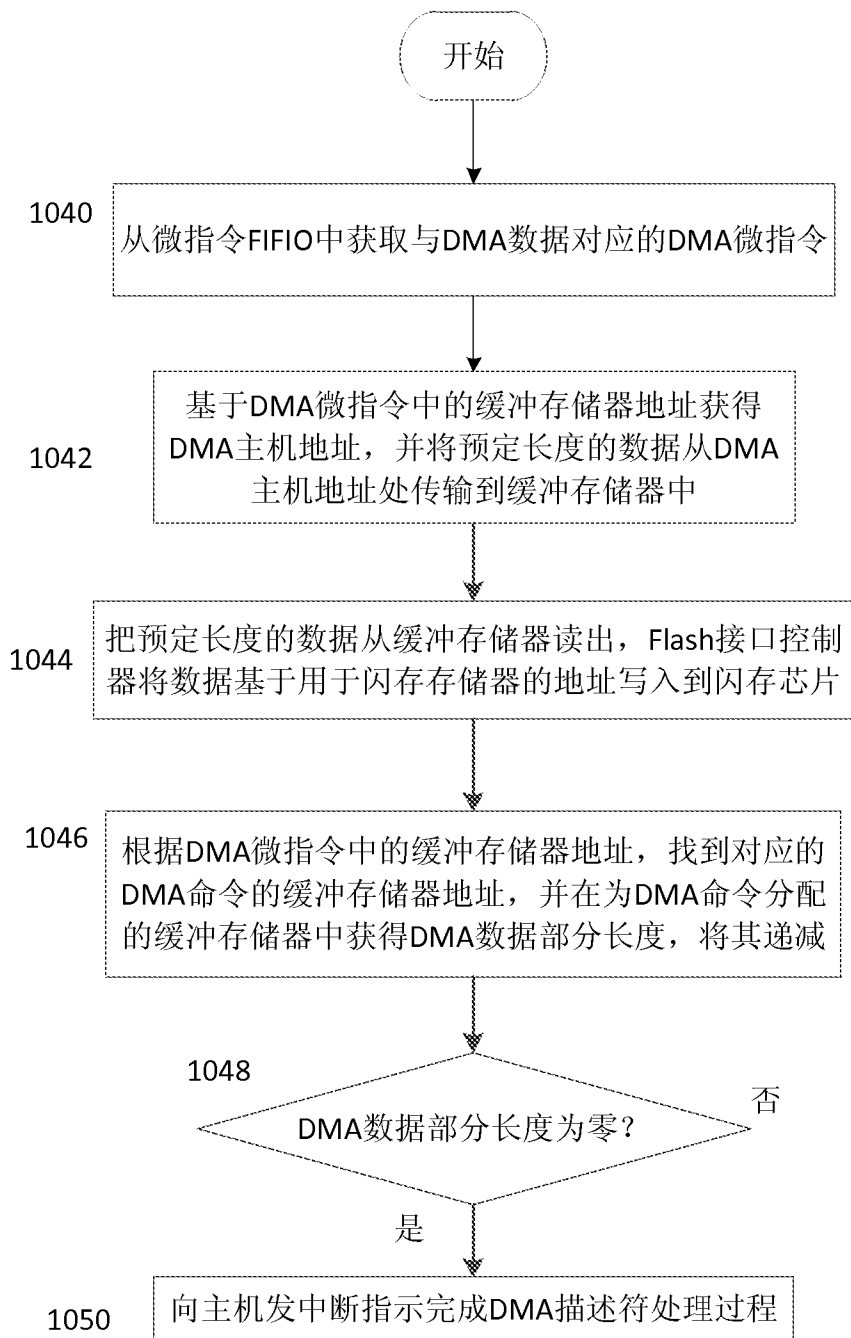 开始
1040
从微指令FIFIO中获取与DMA数据对应的DMA微指令
1042
基于DMA微指令中的缓冲存储器地址获得
DMA主机地址，并将预定长度的数据从DMA
主机地址处传输到缓冲存储器中
1044
把预定长度的数据从缓冲存储器读出，Flash接口控制
器将数据基于用于闪存存储器的地址写入到闪存芯片
1046
根据DMA微指令中的缓冲存储器地址，找到对应的
DMA命令的缓冲存储器地址，并在为DMA命令分配
的缓冲存储器中获得DMA数据部分长度，将其递减
1048
DMA数据部分长度为零？
否
是
1050
向主机发中断指示完成DMA描述符处理过程